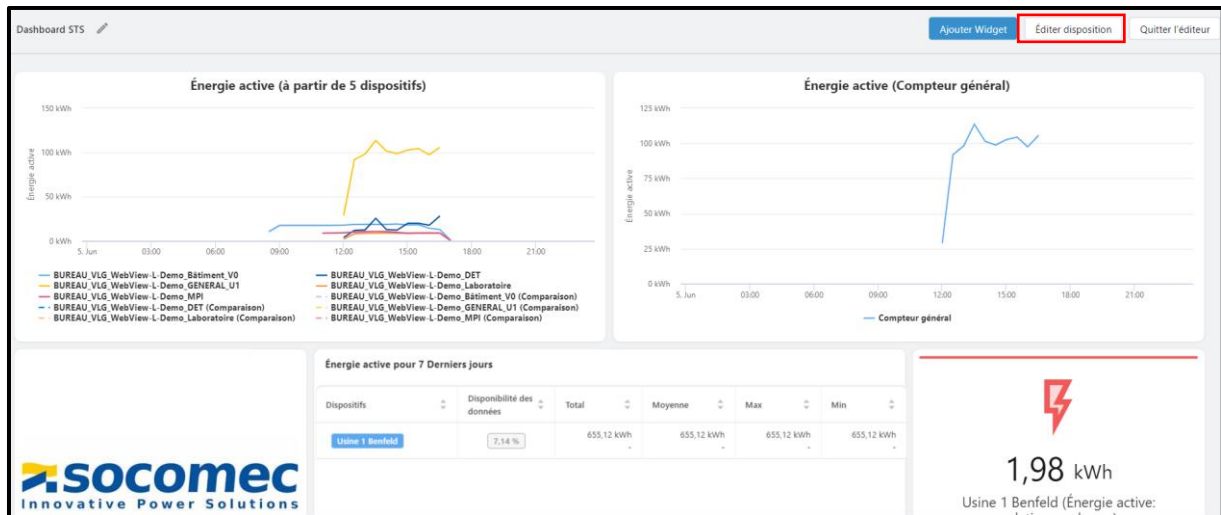 Dashboard STS
Ajouter Widget
Éditer disposition
Quitter l'éditeur
Énergie active (à partir de 5 dispositifs)
150 kWh
100 kWh
50 kWh
0 kWh
Énergie active
5. Jun
03:00
06:00
09:00
12:00
15:00
18:00
21:00
BUREAU_VLG_WebView-L-Demo_Bâtiment_V0
BUREAU_VLG_WebView-L-Demo_DET
BUREAU_VLG_WebView-L-Demo_GENERAL_U1
BUREAU_VLG_WebView-L-Demo_Laboratoire
BUREAU_VLG_WebView-L-Demo_MPI
BUREAU_VLG_WebView-L-Demo_Bâtiment_V0 (Comparaison)
BUREAU_VLG_WebView-L-Demo_DET (Comparaison)
BUREAU_VLG_WebView-L-Demo_GENERAL_U1 (Comparaison)
BUREAU_VLG_WebView-L-Demo_Laboratoire (Comparaison)
BUREAU_VLG_WebView-L-Demo_MPI (Comparaison)
Énergie active (Compteur général)
125 kWh
100 kWh
75 kWh
50 kWh
25 kWh
0 kWh
Énergie active
5. Jun
03:00
06:00
09:00
12:00
15:00
18:00
21:00
Compteur général
socomec
Innovative Power Solutions
Énergie active pour 7 Derniers jours
Dispositifs
Disponibilité des
données
Total
Moyenne
Max
Min
Usine 1 Benfeld
7,14 %
655,12 kWh
-
655,12 kWh
-
655,12 kWh
-
655,12 kWh
-
1,98 kWh
Usine 1 Benfeld (Énergie active: